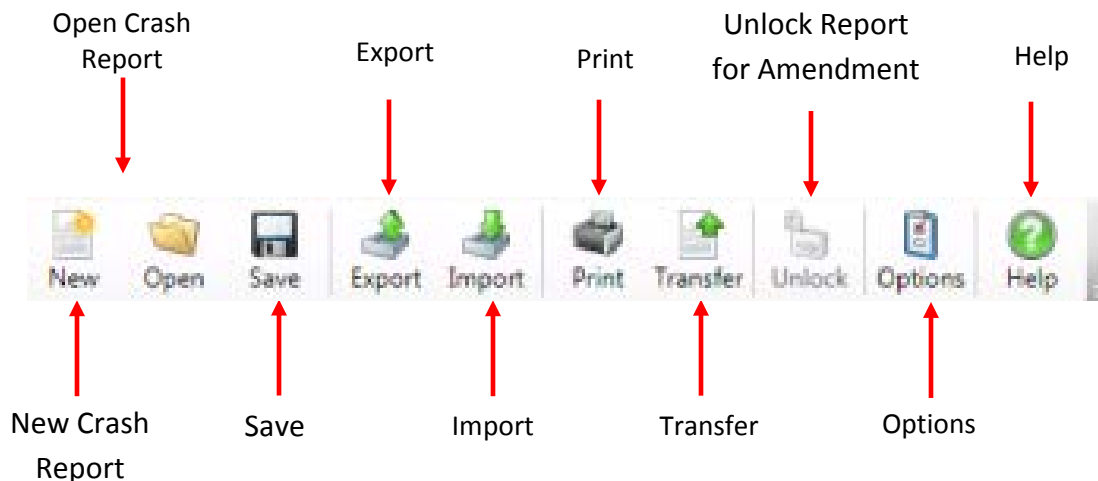 Open Crash
Report
Export
Print
Unlock Report
for Amendment
Help
New
Open
Save
Export
Import
Print
Transfer
Unlock
Options
Help
New Crash
Report
Save
Import
Transfer
Options